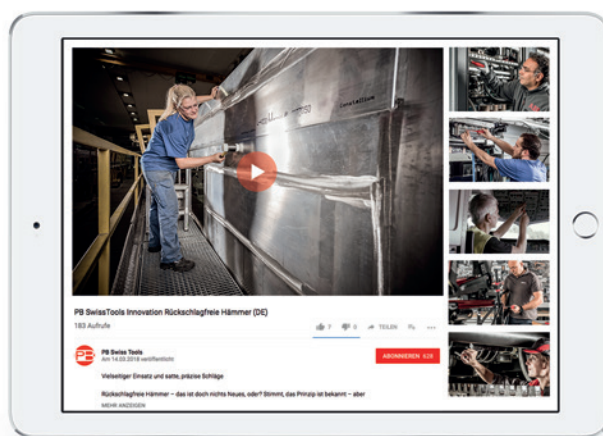 Constellium
PB SwissTools Innovation Rückschlagfreie Hämmer (DE)
183 Aufrufe
7
0
TEILEN
PB
PB Swiss Tools
Am 14.03.2018 veröffentlicht
ABONNIEREN 628
Vielseitiger Einsatz und satte, präzise Schläge
Rückschlagfreie Hämmer – das ist doch nichts Neues, oder? Stimmt, das Prinzip ist bekannt – aber
MEHR ANZEIGEN